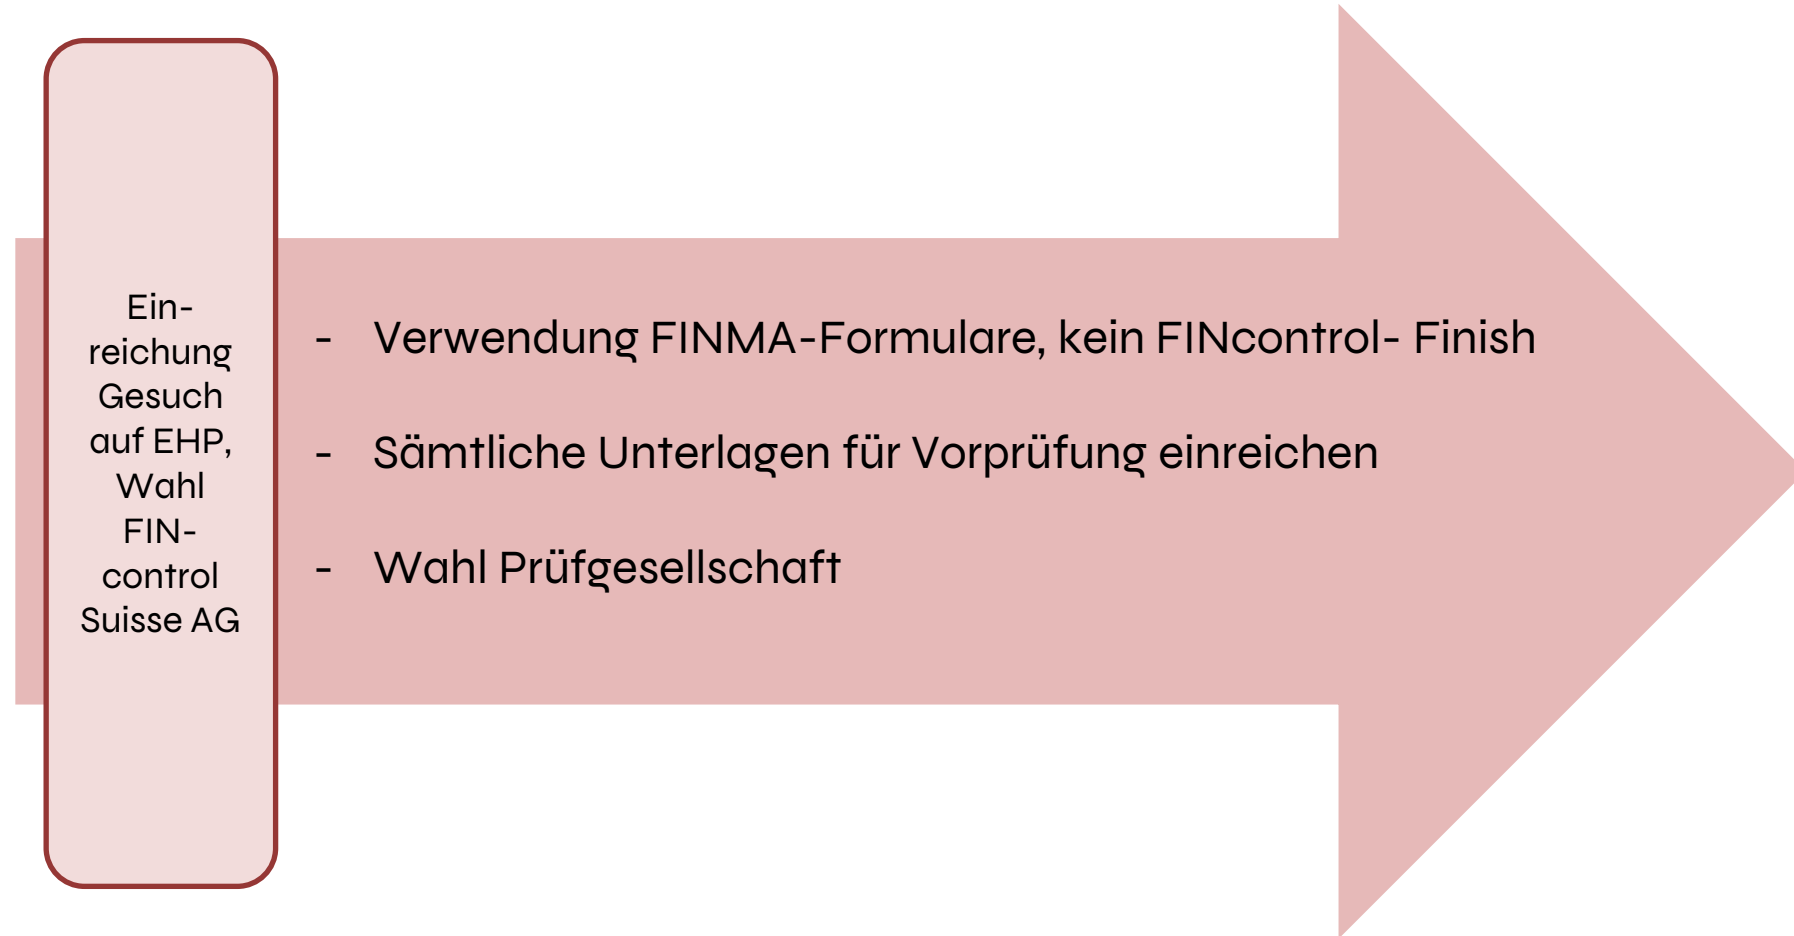 Ein-
reichung
Gesuch
auf EHP,
Wahl
FIN-
control
Suisse AG
- Verwendung FINMA-Formulare, kein FINcontrol- Finish
- Sämtliche Unterlagen für Vorprüfung einreichen
- Wahl Prüfgesellschaft